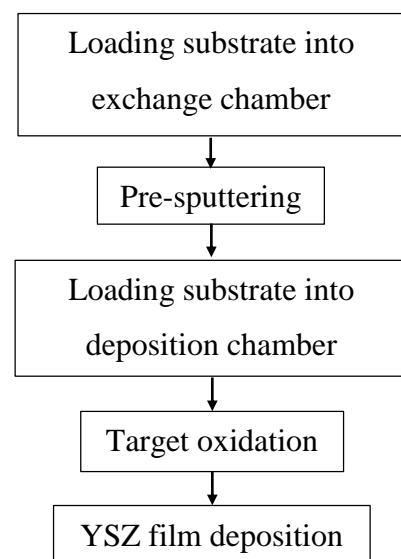 Loading substrate into
exchange chamber
Pre-sputtering
Loading substrate into
deposition chamber
Target oxidation
YSZ film deposition